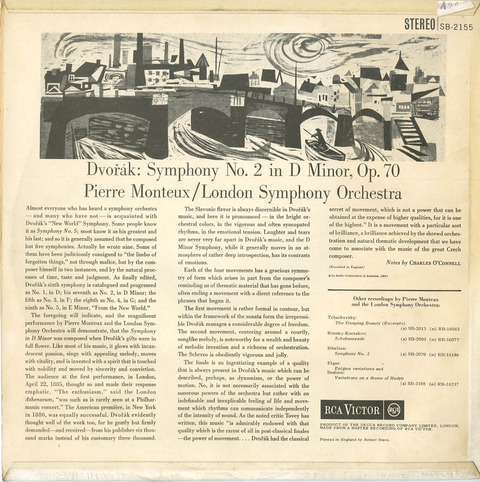 STEREO SB-2155
Dvořák: Symphony No. 2 in D Minor, Op. 70
Pierre Monteux/London Symphony Orchestra
Almost everyone who has heard a symphony orchestra
—and many who have not—is acquainted with
Dvořák's "New World" Symphony. Some people know
it as Symphony No. 5; most know it as his greatest and
his last; and so it is generally assumed that he composed
but five symphonies. Actually he wrote nine. Some of
them have been judiciously consigned to "the limbo of
forgotten things," not through malice, but by the com-
poser himself in two instances, and by the natural proc-
esses of time, taste and judgment. As finally edited,
Dvořák's sixth symphony is catalogued and programed
as No. 1, in D; his seventh as No. 2, in D Minor; the
fifth as No. 3, in F; the eighth as No. 4, in G; and the
ninth as No. 5, in E Minor, "From the New World."
The foregoing will indicate, and the magnificent
performance by Pierre Monteux and the London Sym-
phony Orchestra will demonstrate, that the Symphony
in D Minor was composed when Dvořák's gifts were in
full flower. Like most of his music, it glows with incan-
descent passion, sings with appealing melody, moves
with vitality, and is invested with a spirit that is touched
with nobility and moved by sincerity and conviction.
The audience at the first performance, in London,
April 22, 1885, thought so and made their response
emphatic. "The enthusiasm," said the London
Athenaeum, "was such as is rarely seen at a Philhar-
monic concert." The American premiere, in New York
in 1886, was equally successful. Dvořák evidently
thought well of the work too, for he gently but firmly
demanded—and received—from his publisher six thou-
sand marks instead of his customary three thousand.
The Slavonic flavor is always discernible in Dvořák's
music, and here it is pronounced—in the bright or-
chestral colors, in the vigorous and often syncopated
rhythms, in the emotional tension. Laughter and tears
are never very far apart in Dvořák's music, and the D
Minor Symphony, while it generally moves in an at-
mosphere of rather deep introspection, has its contrasts
of emotion.
Each of the four movements has a gracious symme-
try of form which arises in part from the composer's
reminding us of thematic material that has gone before,
often ending a movement with a direct reference to the
phrases that began it.
The first movement is rather formal in content, but
within the framework of the sonata form the irrepressi-
ble Dvořák manages a considerable degree of freedom.
The second movement, centering around a courtly,
songlike melody, is noteworthy for a wealth and beauty
of melodic invention and a richness of orchestration.
The Scherzo is obviously vigorous and jolly.
The finale is an ingratiating example of a quality
that is always present in Dvořák's music which can be
described, perhaps, as dynamism, or the power of
motion. No, it is not necessarily associated with the
sonorous powers of the orchestra but rather with an
indefinable and inexplicable feeling of life and move-
ment which rhythms can communicate independently
of the intensity of sound. As the noted critic Tovey has
written, this music "is admirably endowed with that
quality which is the rarest of all in post-classical finales
—the power of movement. . . . Dvořák had the classical
secret of movement, which is not a power that can be
obtained at the expense of higher qualities, for it is one
of the highest." It is a movement with a particular sort
of brilliance, a brilliance achieved by the shrewd orches-
tration and natural thematic development that we have
come to associate with the music of the great Czech
composer.
Notes by CHARLES O'CONNELL
(Recorded in England)
Other recordings by Pierre Monteux
and the London Symphony Orchestra:
Tchaikovsky:
The Sleeping Beauty (Excerpts)
Rimsky-Korsakov:
Scheherazade
Sibelius:
Symphony No. 2
Elgar:
Enigma variations and
Brahms:
Variations on a theme of Haydn
RCA VICTOR
PRODUCT OF THE DECCA RECORD COMPANY LIMITED, LONDON.
MADE FROM A MASTER RECORDING OF RCA VICTOR.
Printed in England by Robert Stace.